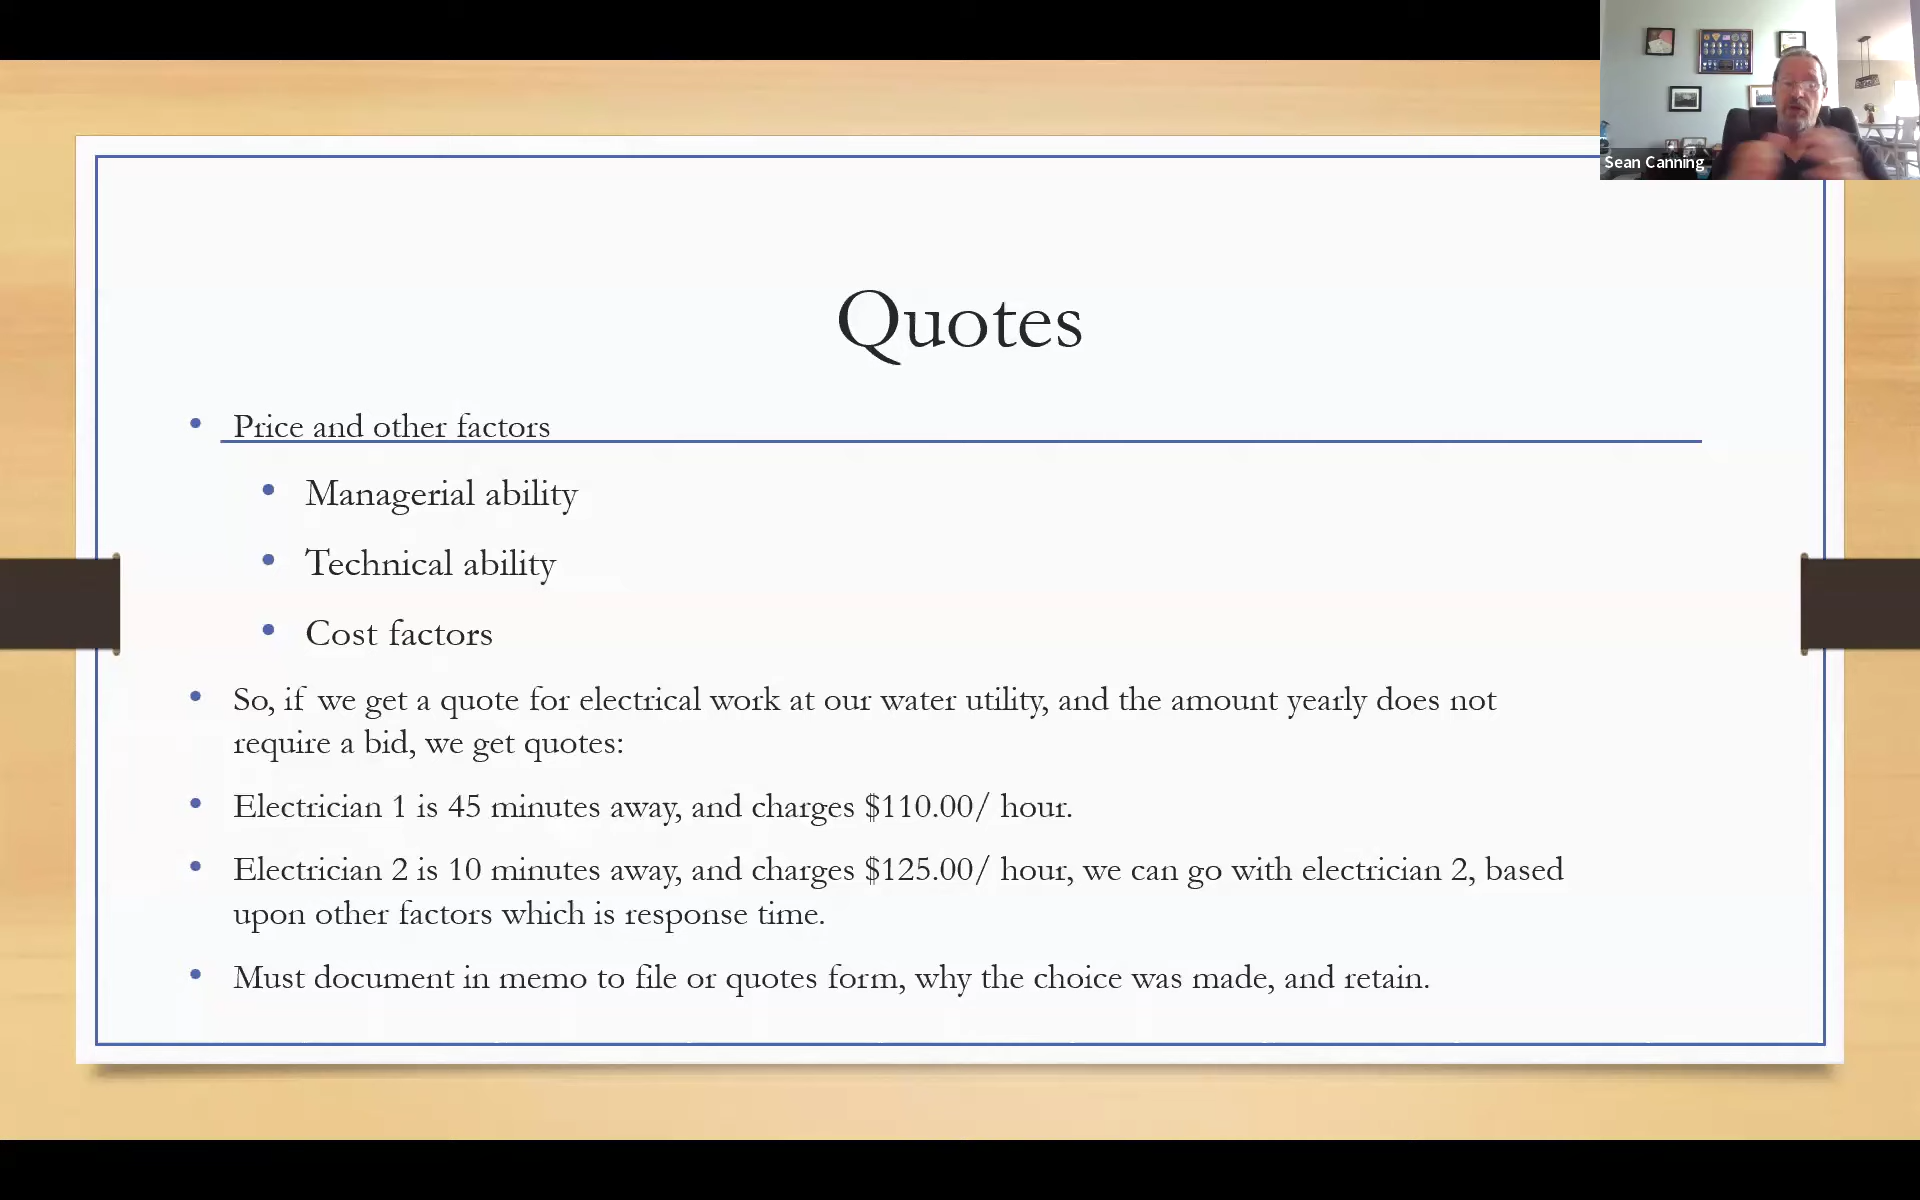 Sean Canning
Quotes
• Price and other factors
• Managerial ability
• Technical ability
• Cost factors
• So, if we get a quote for electrical work at our water utility, and the amount yearly does not
require a bid, we get quotes:
• Electrician 1 is 45 minutes away, and charges $110.00/ hour.
• Electrician 2 is 10 minutes away, and charges $125.00/ hour, we can go with electrician 2, based
upon other factors which is response time.
• Must document in memo to file or quotes form, why the choice was made, and retain.